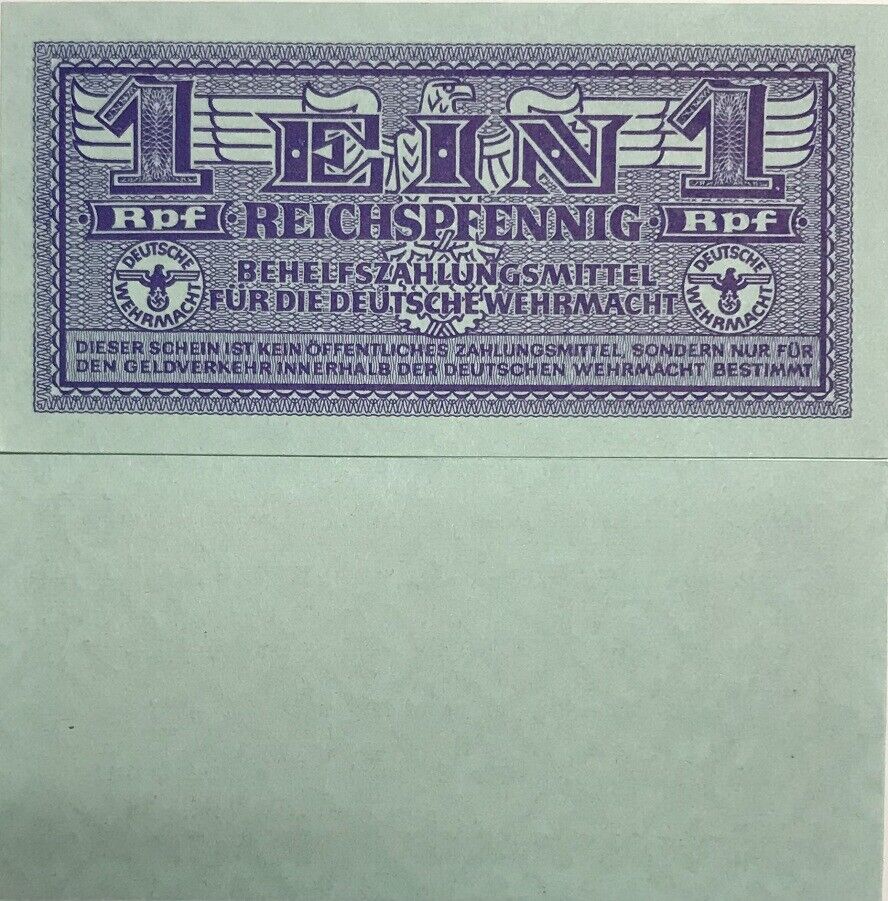 1 EIN 1
Rpf REICHSPFENNIG Rpf
DEUTSCHE WEHRMACHT
BEHELFSZAHLUNGSMITTEL
FÜR DIE DEUTSCHE WEHRMACHT
DEUTSCHE WEHRMACHT
DIESER SCHEIN IST KEIN ÖFFENTLICHES ZAHLUNGSMITTEL, SONDERN NUR FÜR
DEN GELDVERKEHR INNERHALB DER DEUTSCHEN WEHRMACHT BESTIMMT